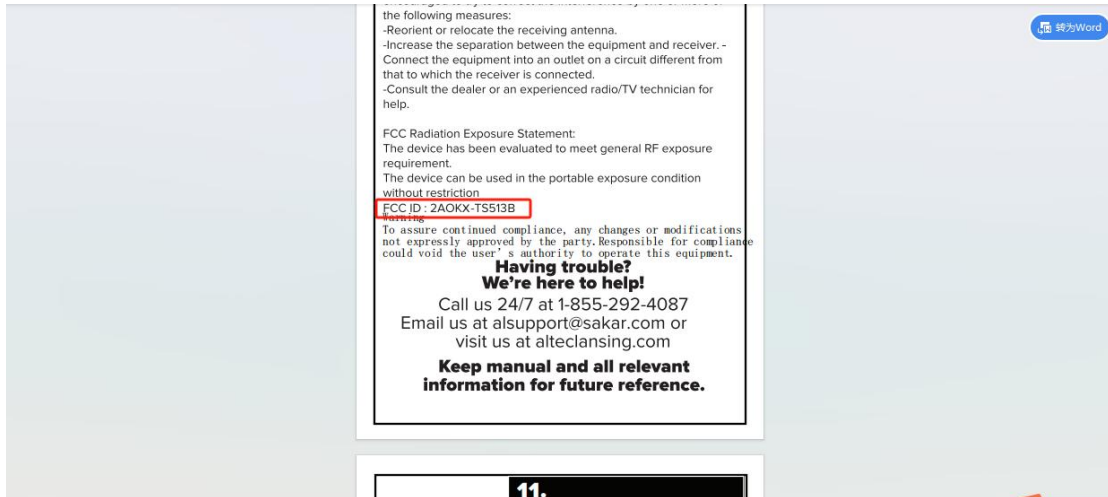 the following measures:
-Reorient or relocate the receiving antenna.
-Increase the separation between the equipment and receiver. -
Connect the equipment into an outlet on a circuit different from
that to which the receiver is connected.
-Consult the dealer or an experienced radio/TV technician for
help.
FCC Radiation Exposure Statement:
The device has been evaluated to meet general RF exposure
requirement.
The device can be used in the portable exposure condition
without restriction
FCC ID : 2AOKX-TS513B
Warning
To assure continued compliance, any changes or modifications
not expressly approved by the party.Responsible for compliance
could void the user’s authority to operate this equipment.
Having trouble?
We’re here to help!
Call us 24/7 at 1-855-292-4087
Email us at alsupport@sakar.com or
visit us at alteclansing.com
Keep manual and all relevant
information for future reference.
11.
转为Word